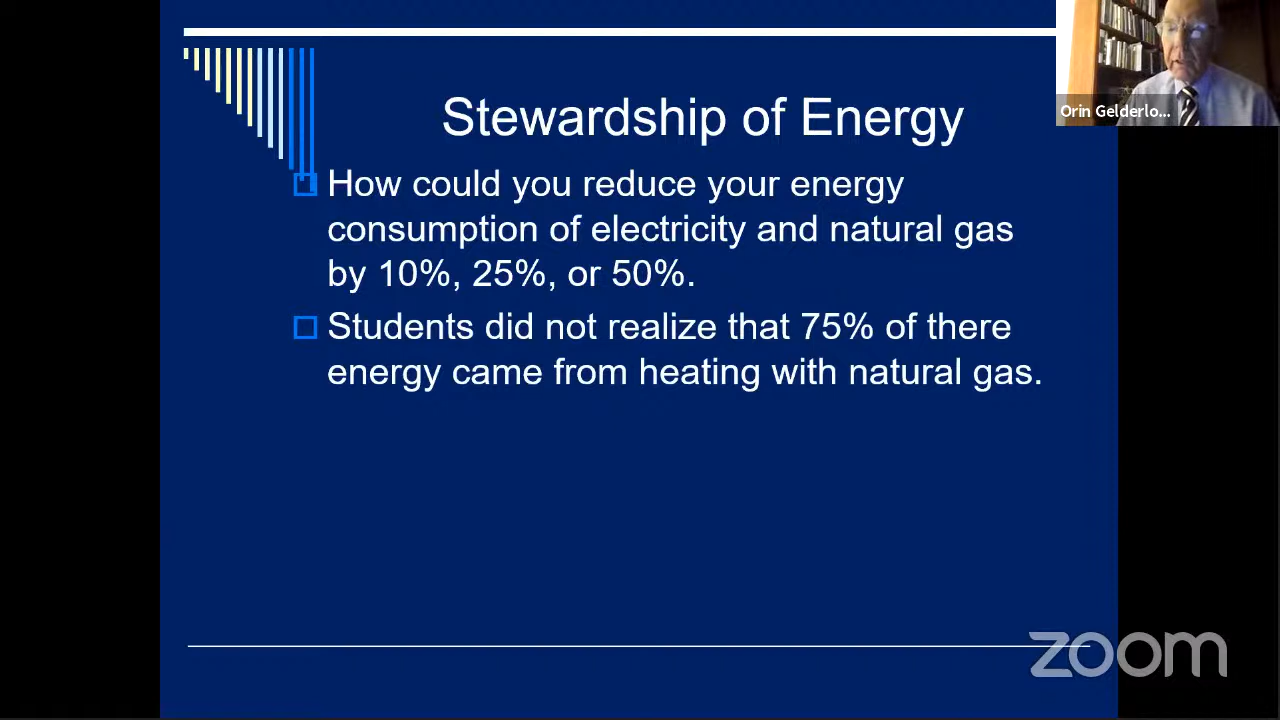 Stewardship of Energy
How could you reduce your energy
consumption of electricity and natural gas
by 10%, 25%, or 50%.
Students did not realize that 75% of there
energy came from heating with natural gas.
Orin Gelderlo...
zoom